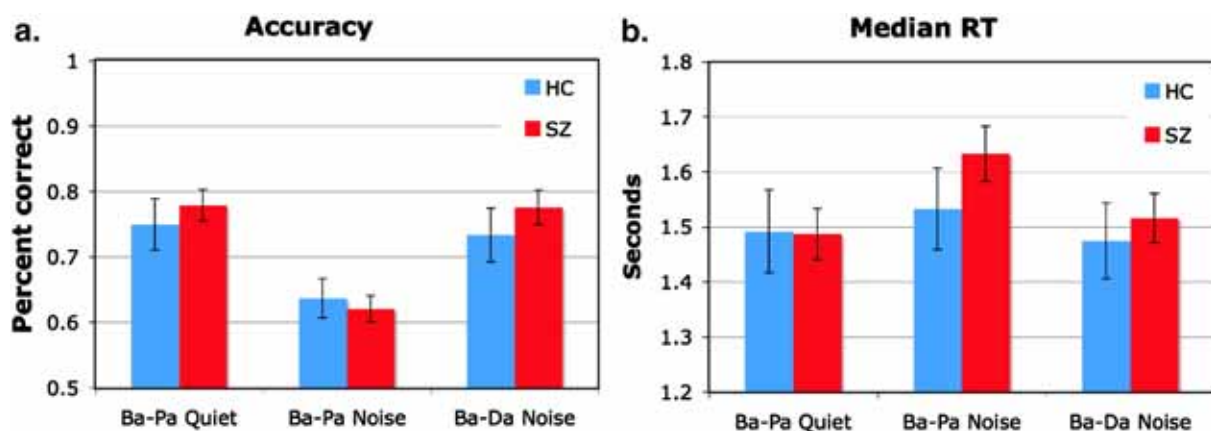 a.
Accuracy
Percent correct
1
0.9
0.8
0.7
0.6
0.5
HC
SZ
Ba-Pa Quiet
Ba-Pa Noise
Ba-Da Noise
b.
Median RT
Seconds
1.8
1.7
1.6
1.5
1.4
1.3
1.2
HC
SZ
Ba-Pa Quiet
Ba-Pa Noise
Ba-Da Noise